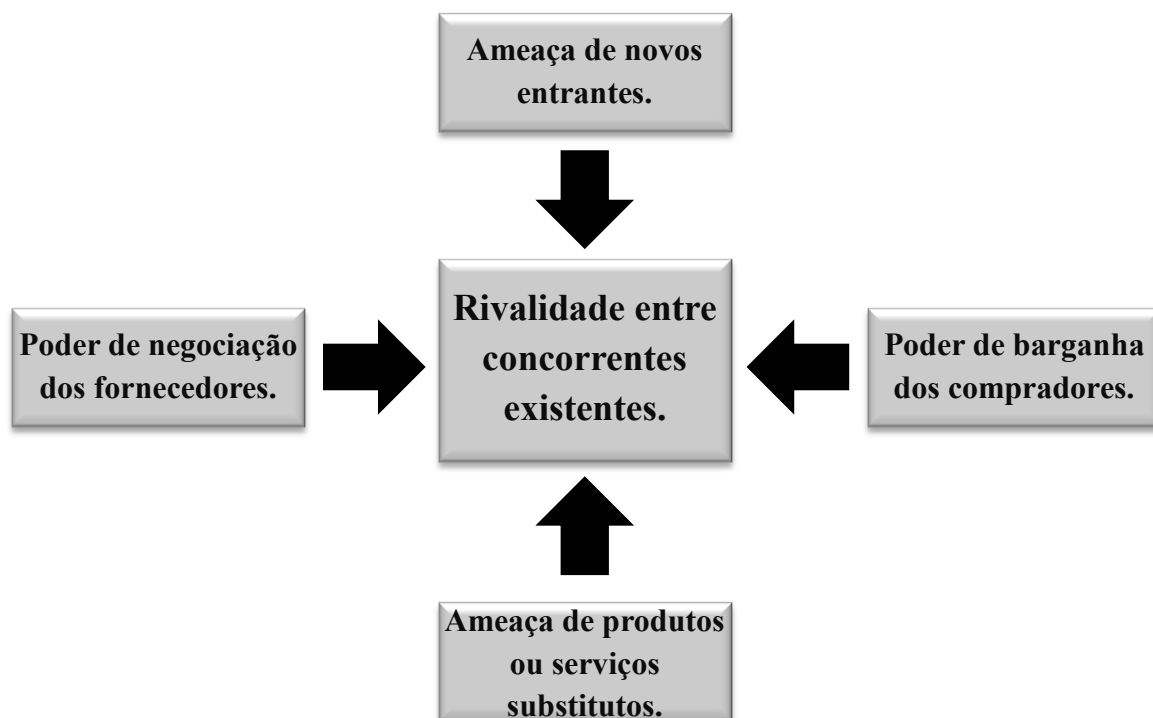 Ameaça de novos
entrantes.
Rivalidade entre
concorrentes
existentes.
Poder de negociação
dos fornecedores.
Poder de barganha
dos compradores.
Ameaça de produtos
ou serviços
substitutos.